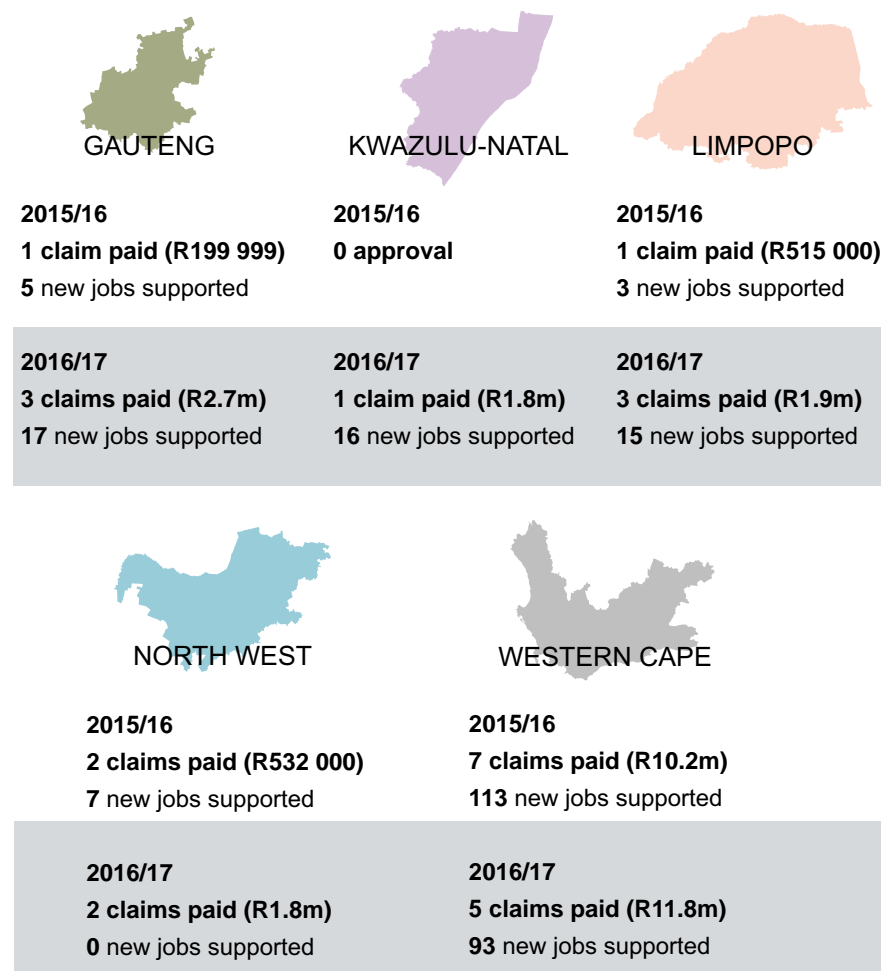 GAUTENG
2015/16
1 claim paid (R199 999)
5 new jobs supported
2016/17
3 claims paid (R2.7m)
17 new jobs supported
KWAZULU-NATAL
2015/16
0 approval
2016/17
1 claim paid (R1.8m)
16 new jobs supported
LIMPOPO
2015/16
1 claim paid (R515 000)
3 new jobs supported
2016/17
3 claims paid (R1.9m)
15 new jobs supported
NORTH WEST
2015/16
2 claims paid (R532 000)
7 new jobs supported
2016/17
2 claims paid (R1.8m)
0 new jobs supported
WESTERN CAPE
2015/16
7 claims paid (R10.2m)
113 new jobs supported
2016/17
5 claims paid (R11.8m)
93 new jobs supported